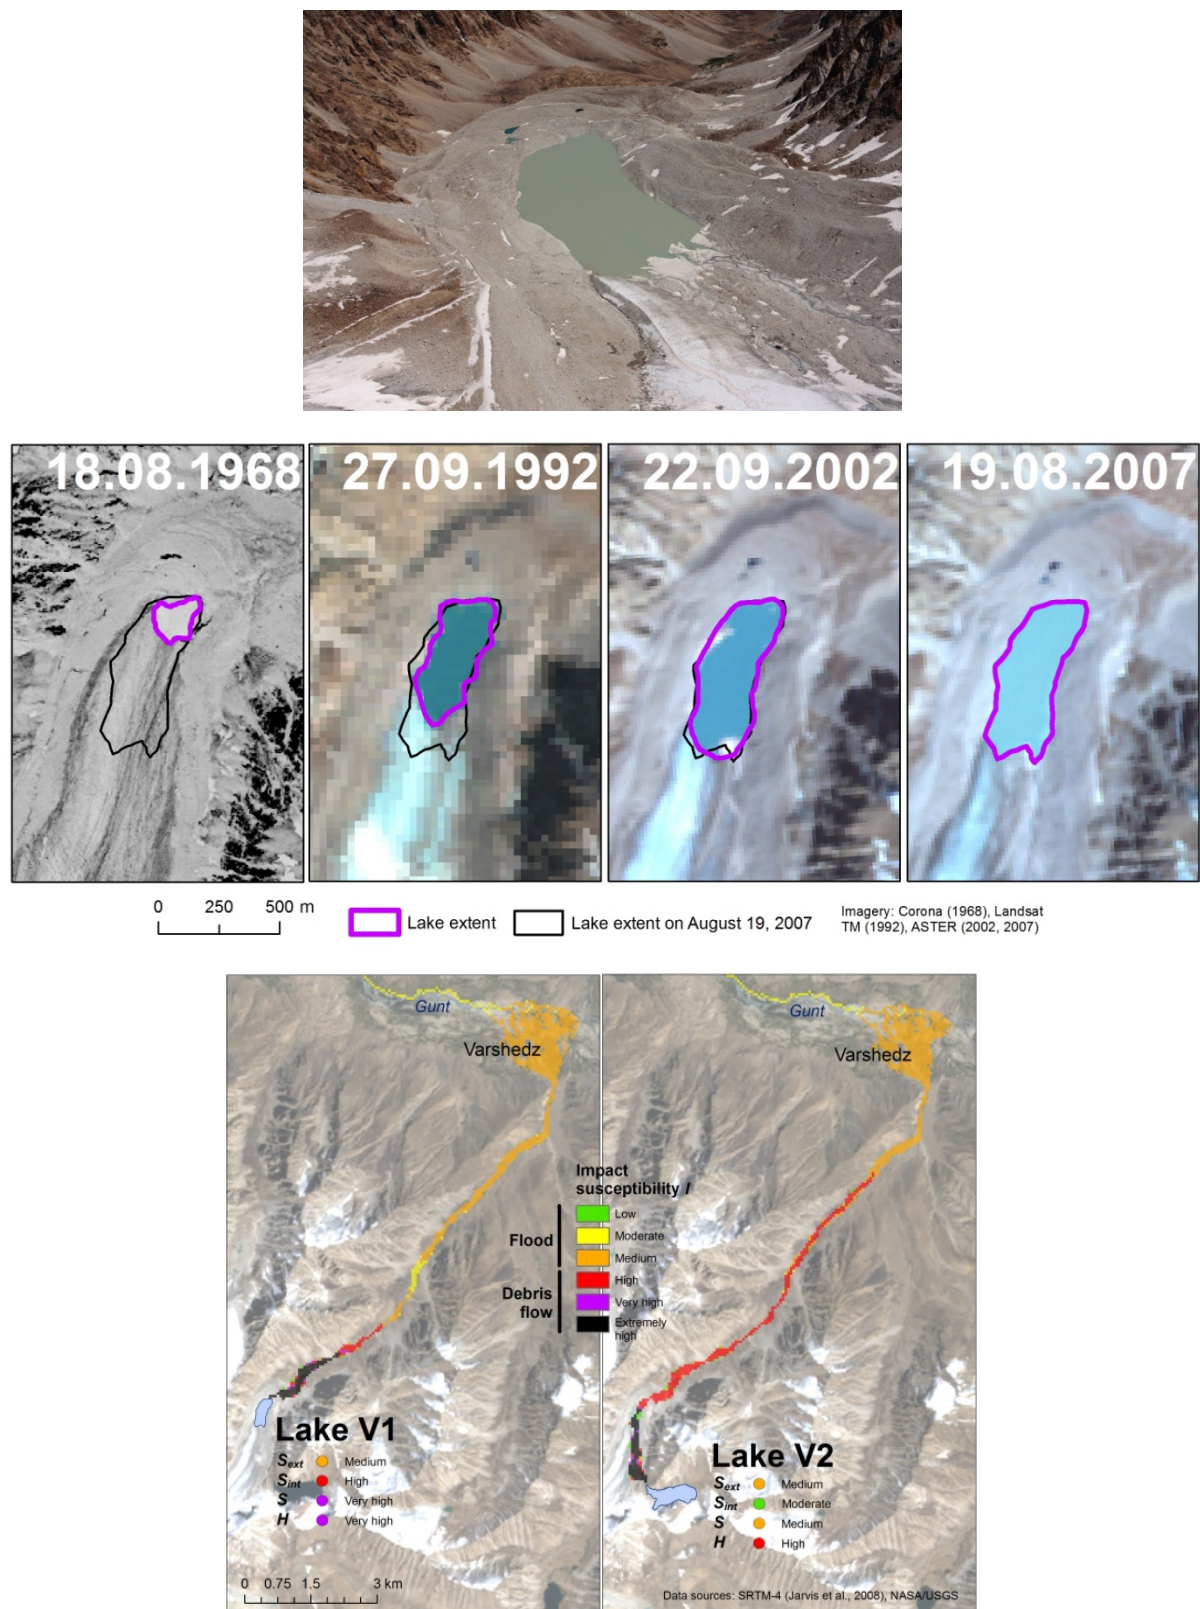 18.08.1968
27.09.1992
22.09.2002
19.08.2007
0 250 500 m
Lake extent
Lake extent on August 19, 2007
Imagery: Corona (1968), Landsat
TM (1992), ASTER (2002, 2007)
Gunt
Varshedz
Gunt
Varshedz
Impact
susceptibility I
Flood
Low
Moderate
Medium
Debris
flow
High
Very high
Extremely
high
Lake V1
Sext Medium
Sint High
S Very high
H Very high
0 0.75 1.5 3 km
Lake V2
Sext Medium
Sint Moderate
S Medium
H High
Data sources: SRTM-4 (Jarvis et al., 2008), NASA/USGS